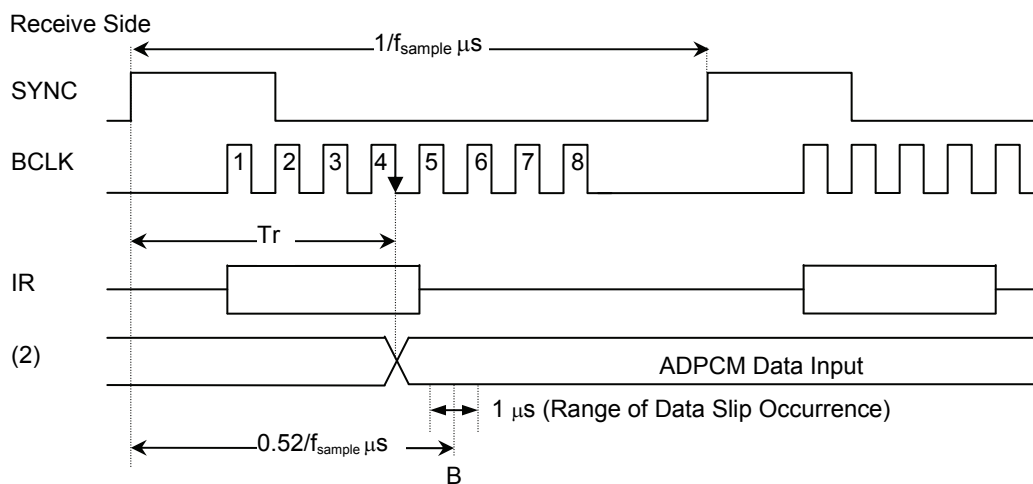 Receive Side
1/fsample μs
SYNC
BCLK
1 2 3 4 5 6 7 8
Tr
IR
(2)
ADPCM Data Input
1 μs (Range of Data Slip Occurrence)
0.52/fsample μs
B